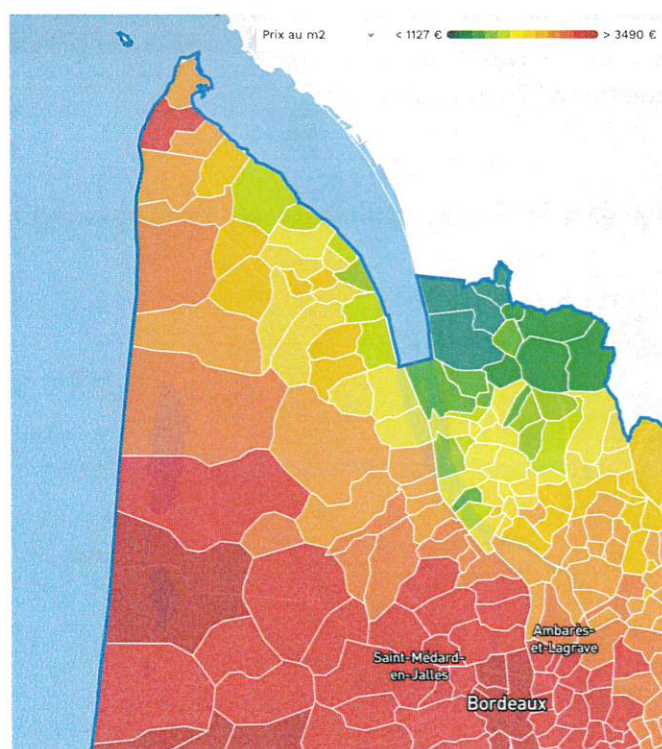 Prix au m2 < 1127 € > 3490 €
Ambarès-
et-Lagrave
Saint-Médard-
en-Jalles
Bordeaux